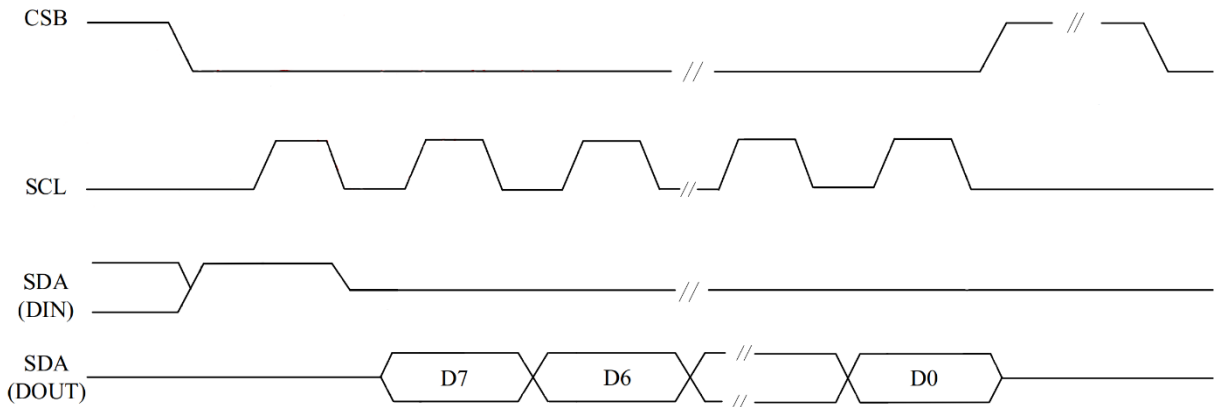 CSB
SCL
SDA
(DIN)
SDA
(DOUT)
D7
D6
D0